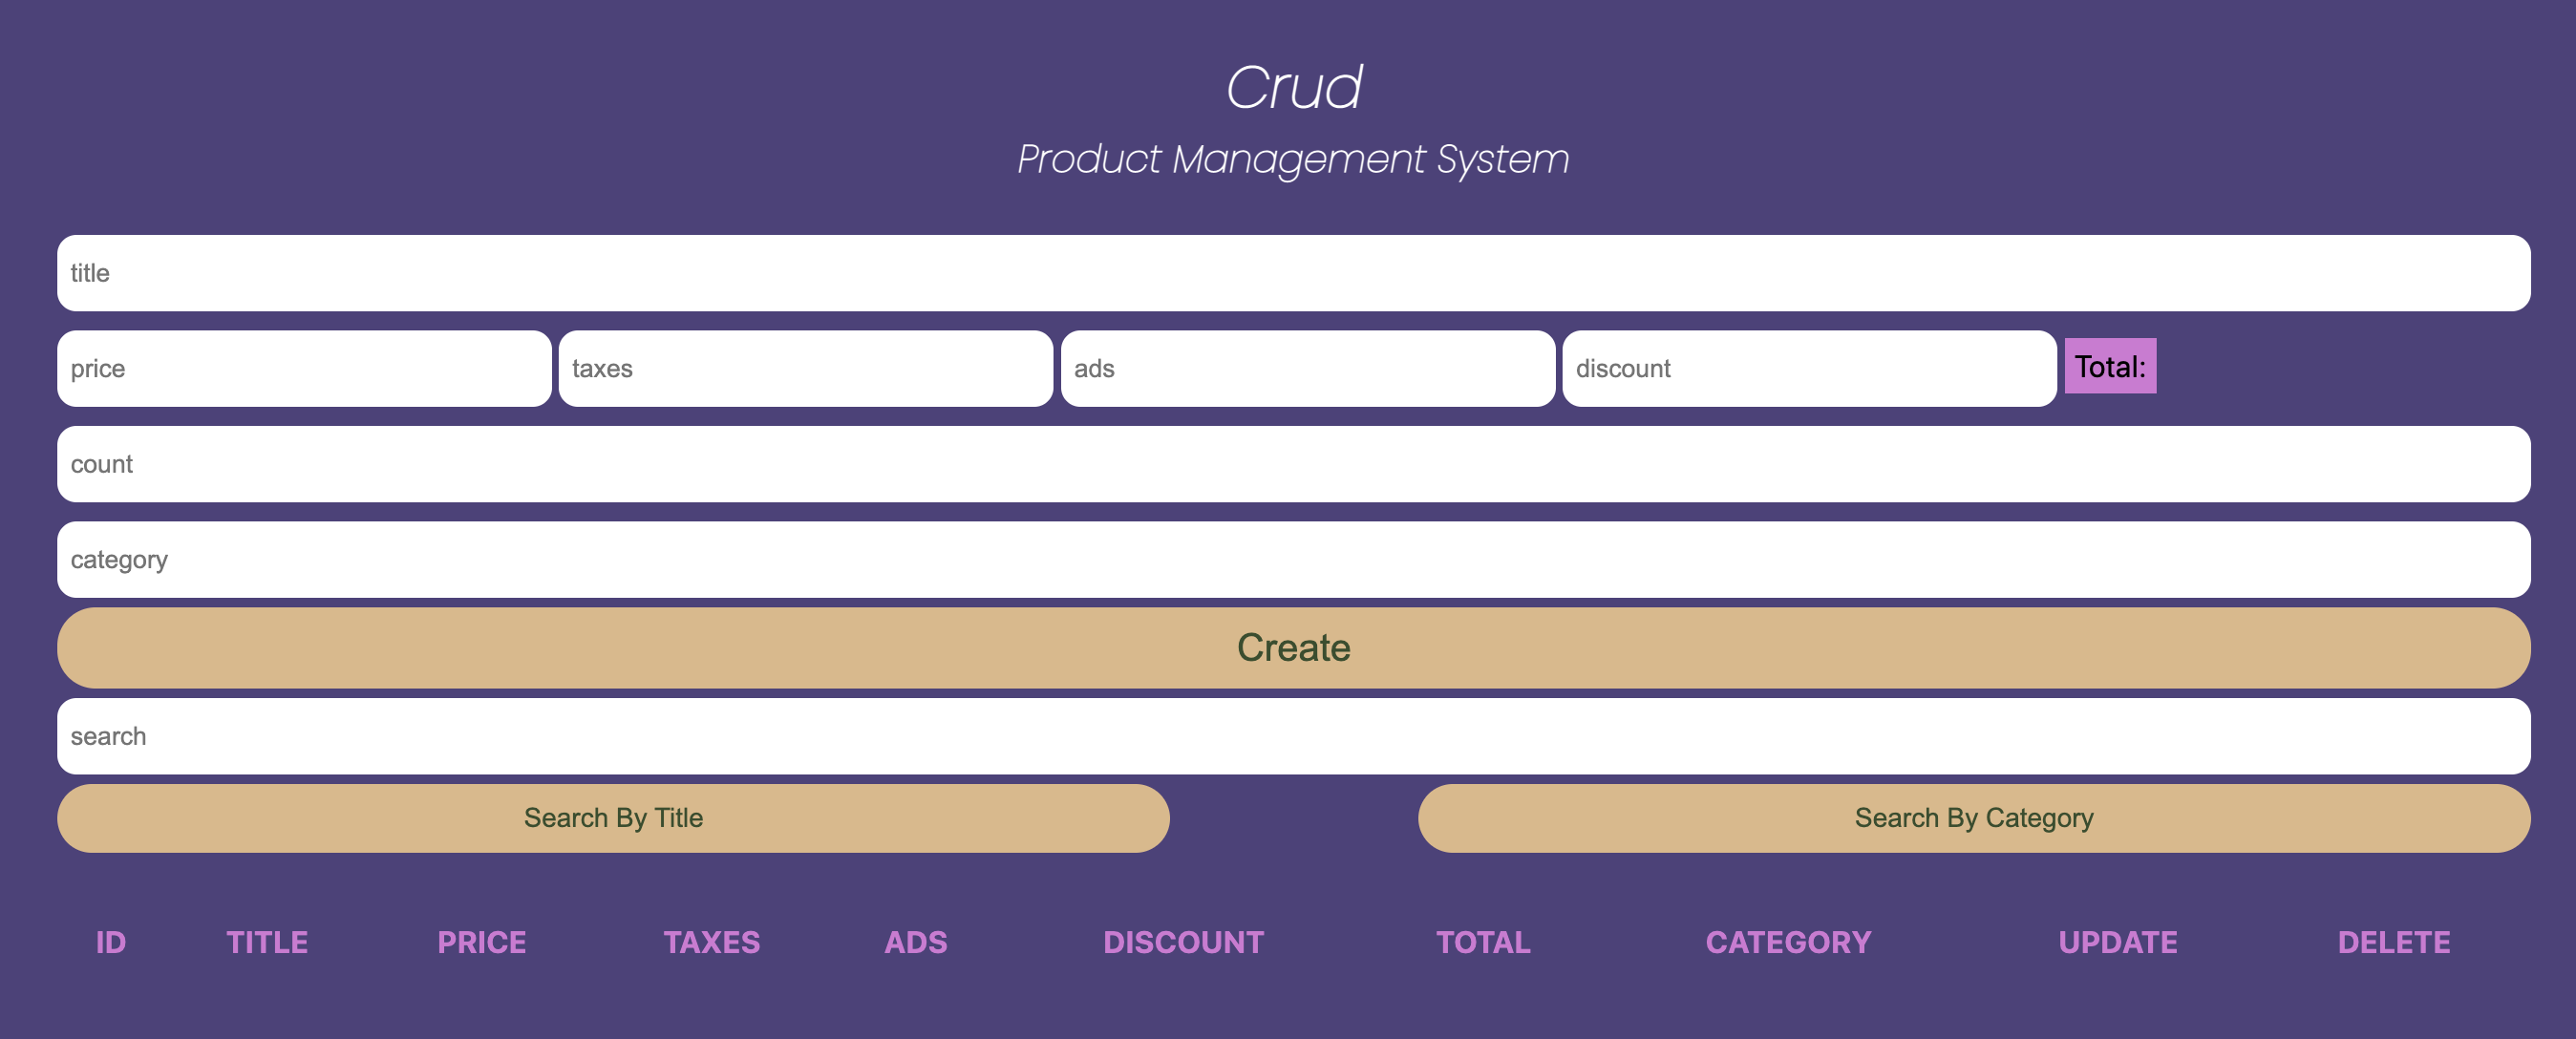 Crud
Product Management System
title
price taxes ads discount Total:
count
category
Create
search
Search By Title Search By Category
ID TITLE PRICE TAXES ADS DISCOUNT TOTAL CATEGORY UPDATE DELETE